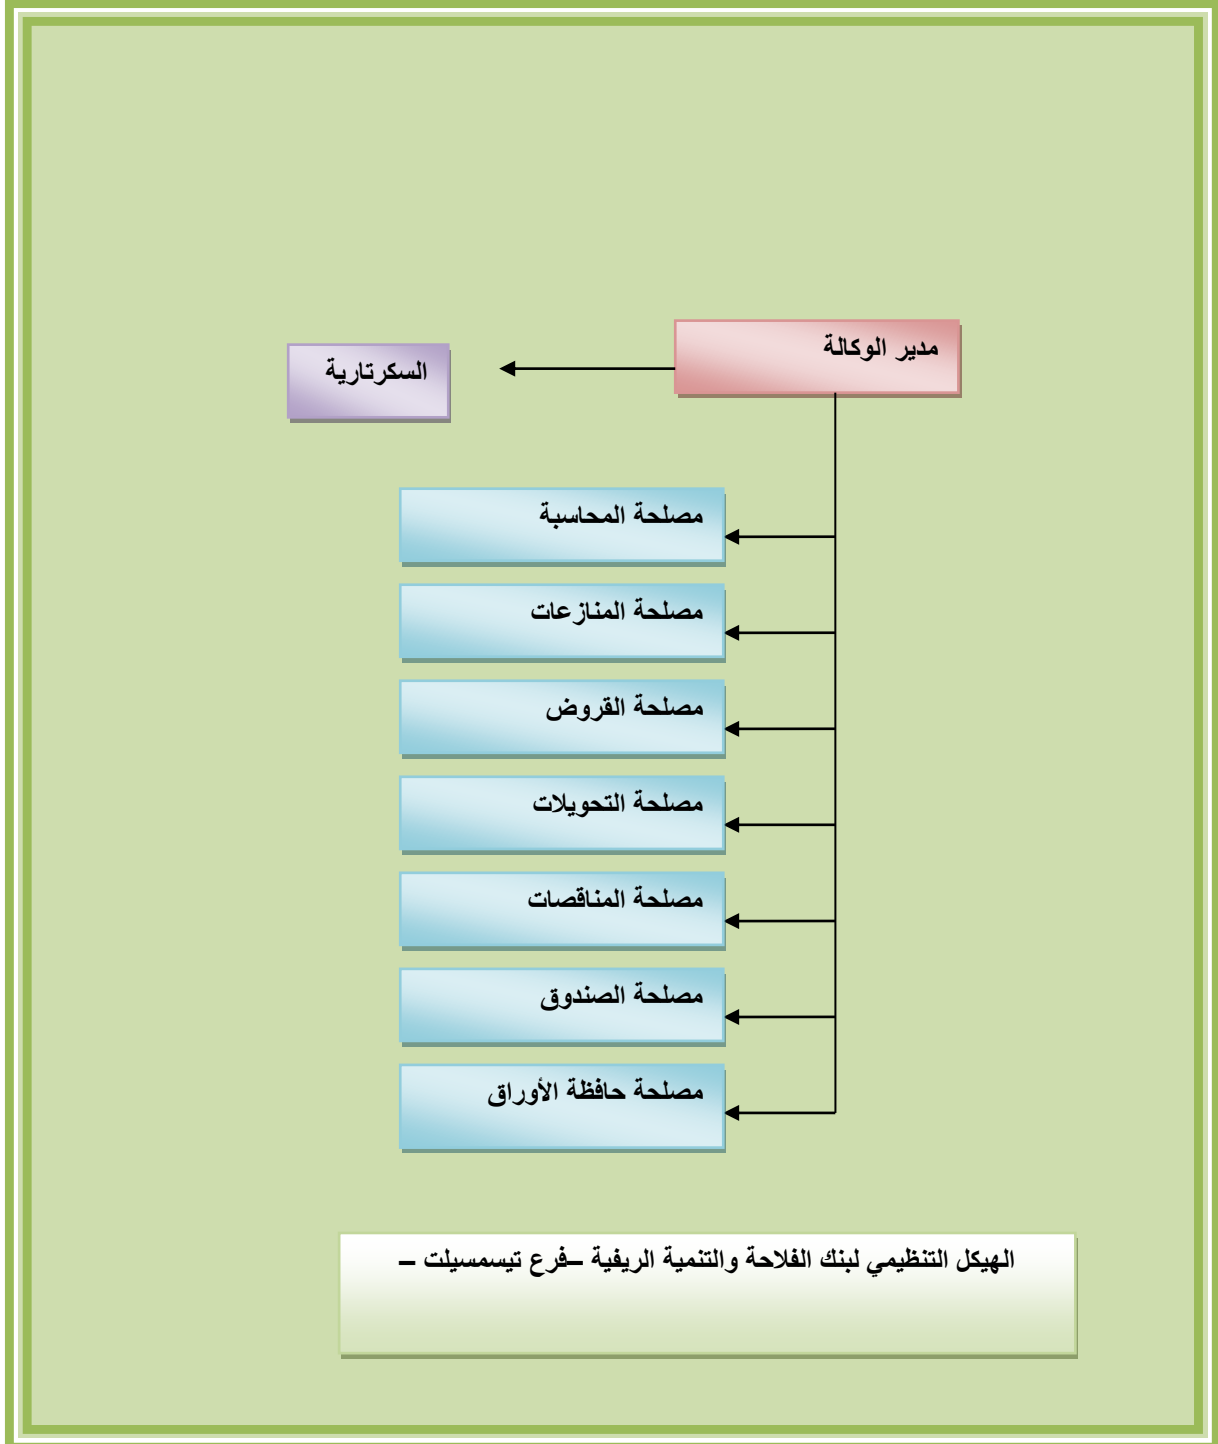 مدير الوكالة
السكرتارية
مصلحة المحاسبة
مصلحة المنازعات
مصلحة القروض
مصلحة التحويلات
مصلحة المناقصات
مصلحة الصندوق
مصلحة حافظة الأوراق
الهيكل التنظيمي لبنك الفلاحة والتنمية الريفية –فرع تيسمسيلت –